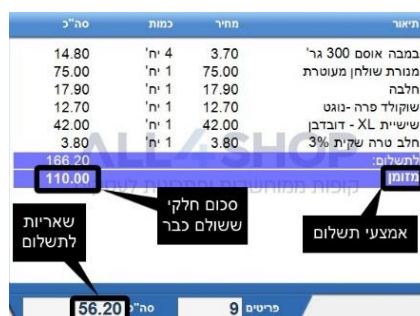 תיאור מחיר כמות סה"כ
במבה אוסם 300 גר' 3.70 4 יח' 14.80
מנורת שולחן מעוטרת 75.00 1 יח' 75.00
חלבה 17.90 1 יח' 17.90
שוקולד פרה -נוגט 12.70 1 יח' 12.70
שישיית XL - דובדבן 42.00 1 יח' 42.00
חלב טרה שקית 3% 3.80 1 יח' 3.80
ALL4SHOP
לתשלום: 166.20
מזומן 110.00
קופות ממוחשבות ופתרונות
אמצעי תשלום
סכום חלקי
ששולם כבר
שאריות
לתשלום
פריטים 9 סה"כ 56.20